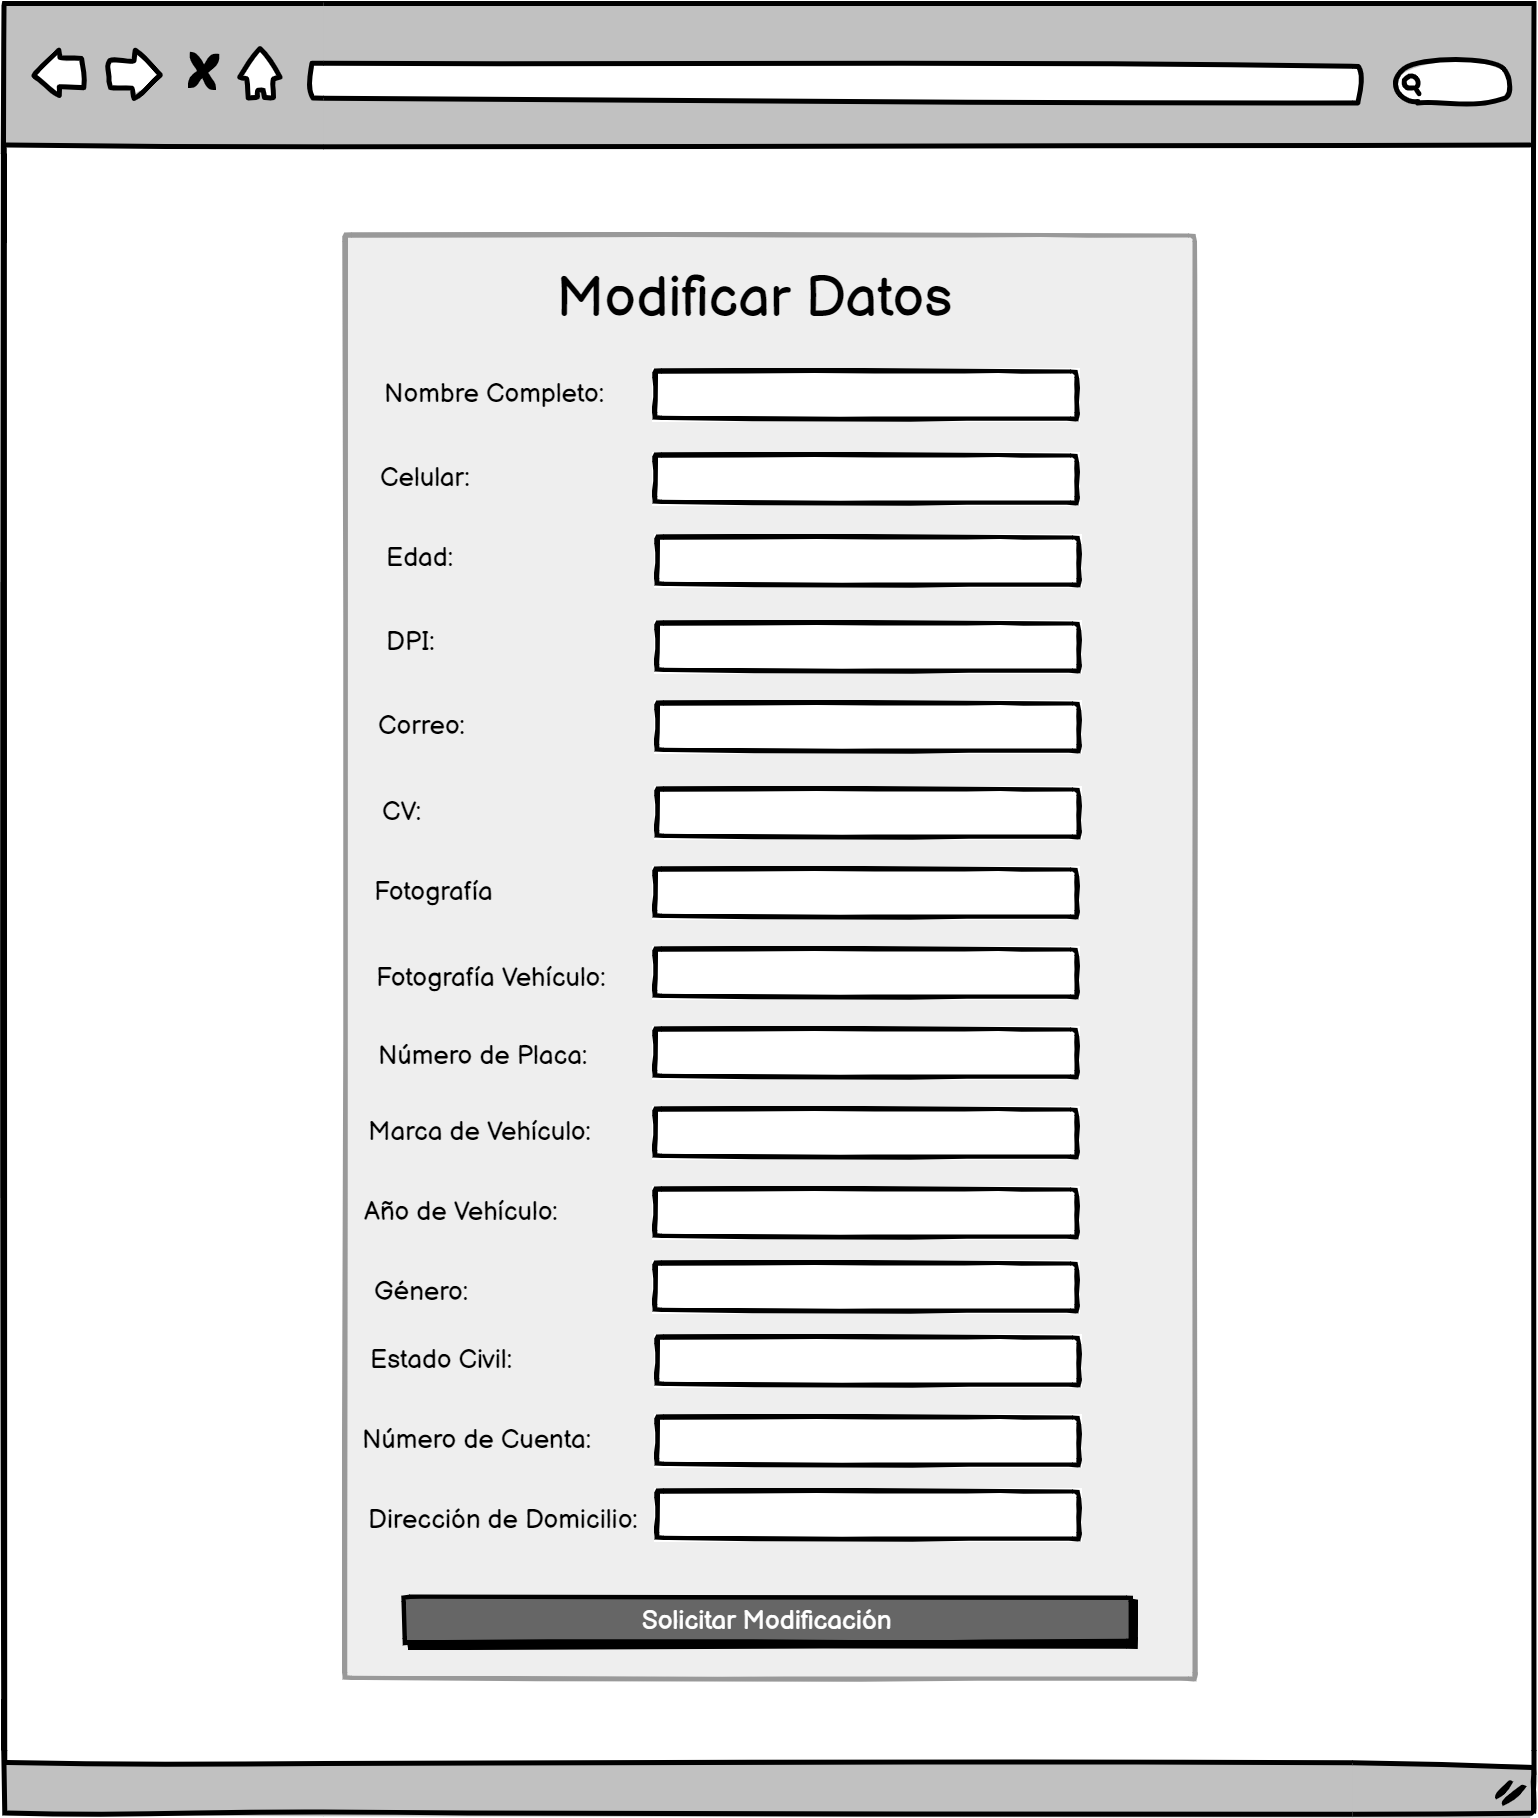 Modificar Datos
Nombre Completo:
Celular:
Edad:
DPI:
Correo:
CV:
Fotografía
Fotografía Vehículo:
Número de Placa:
Marca de Vehículo:
Año de Vehículo:
Género:
Estado Civil:
Número de Cuenta:
Dirección de Domicilio:
Solicitar Modificación